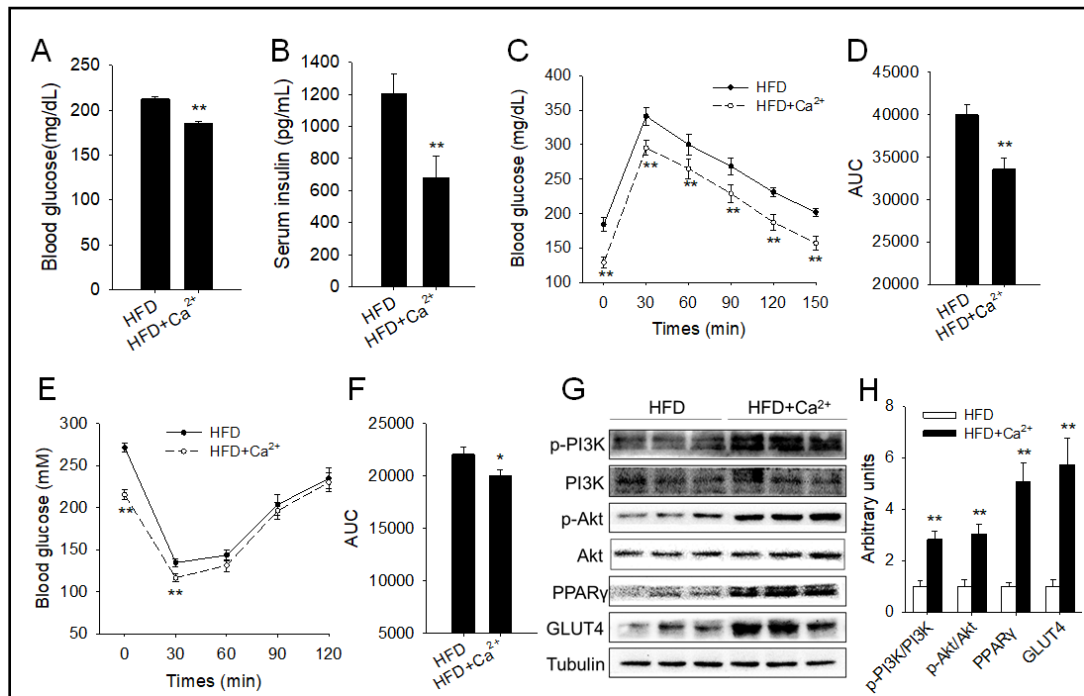 A
Blood glucose(mg/dL)
250
200
150
100
50
0
**
HFD
HFD+Ca²⁺
B
Serum insulin (pg/mL)
1400
1200
1000
800
600
400
200
0
**
HFD
HFD+Ca²⁺
C
Blood glucose (mg/dL)
400
350
300
250
200
150
100
HFD
HFD+Ca²⁺
** ** ** ** ** **
0 30 60 90 120 150
Times (min)
D
AUC
45000
40000
35000
30000
25000
20000
**
HFD
HFD+Ca²⁺
E
Blood glucose (mM)
300
250
200
150
100
50
HFD
HFD+Ca²⁺
** **
0 30 60 90 120
Times (min)
F
AUC
25000
20000
15000
10000
5000
*
HFD
HFD+Ca²⁺
G
HFD HFD+Ca²⁺
p-PI3K
PI3K
p-Akt
Akt
PPARγ
GLUT4
Tubulin
H
Arbitrary units
8
6
4
2
0
HFD
HFD+Ca²⁺
** ** ** **
p-PI3K/PI3K
p-Akt/Akt
PPARγ
GLUT4